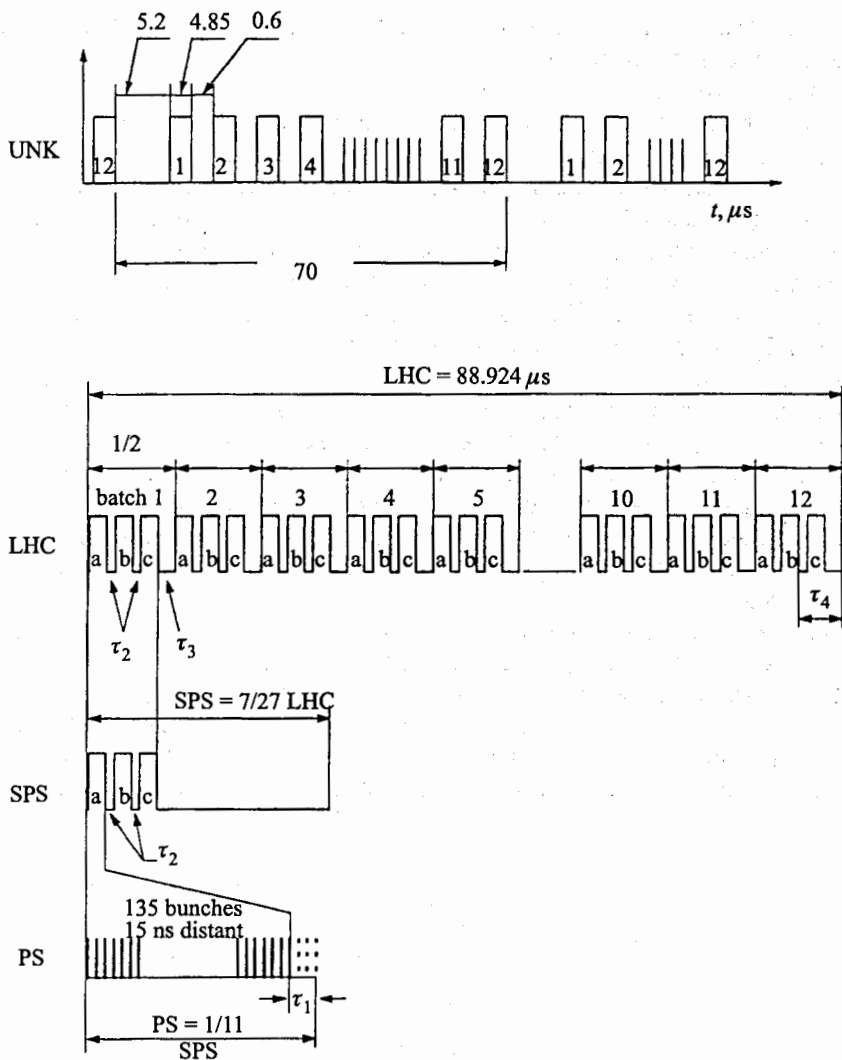 5.2 4.85 0.6
UNK
12 1 2 3 4 11 12 1 2 12
t, μs
70
LHC = 88.924 μs
1/2
batch 1 2 3 4 5 10 11 12
LHC
a b c a b c a b c a b c a b c a b c a b c a b c
τ2 τ3 τ4
SPS = 7/27 LHC
SPS
a b c
τ2
135 bunches
15 ns distant
PS
τ1
PS = 1/11
SPS